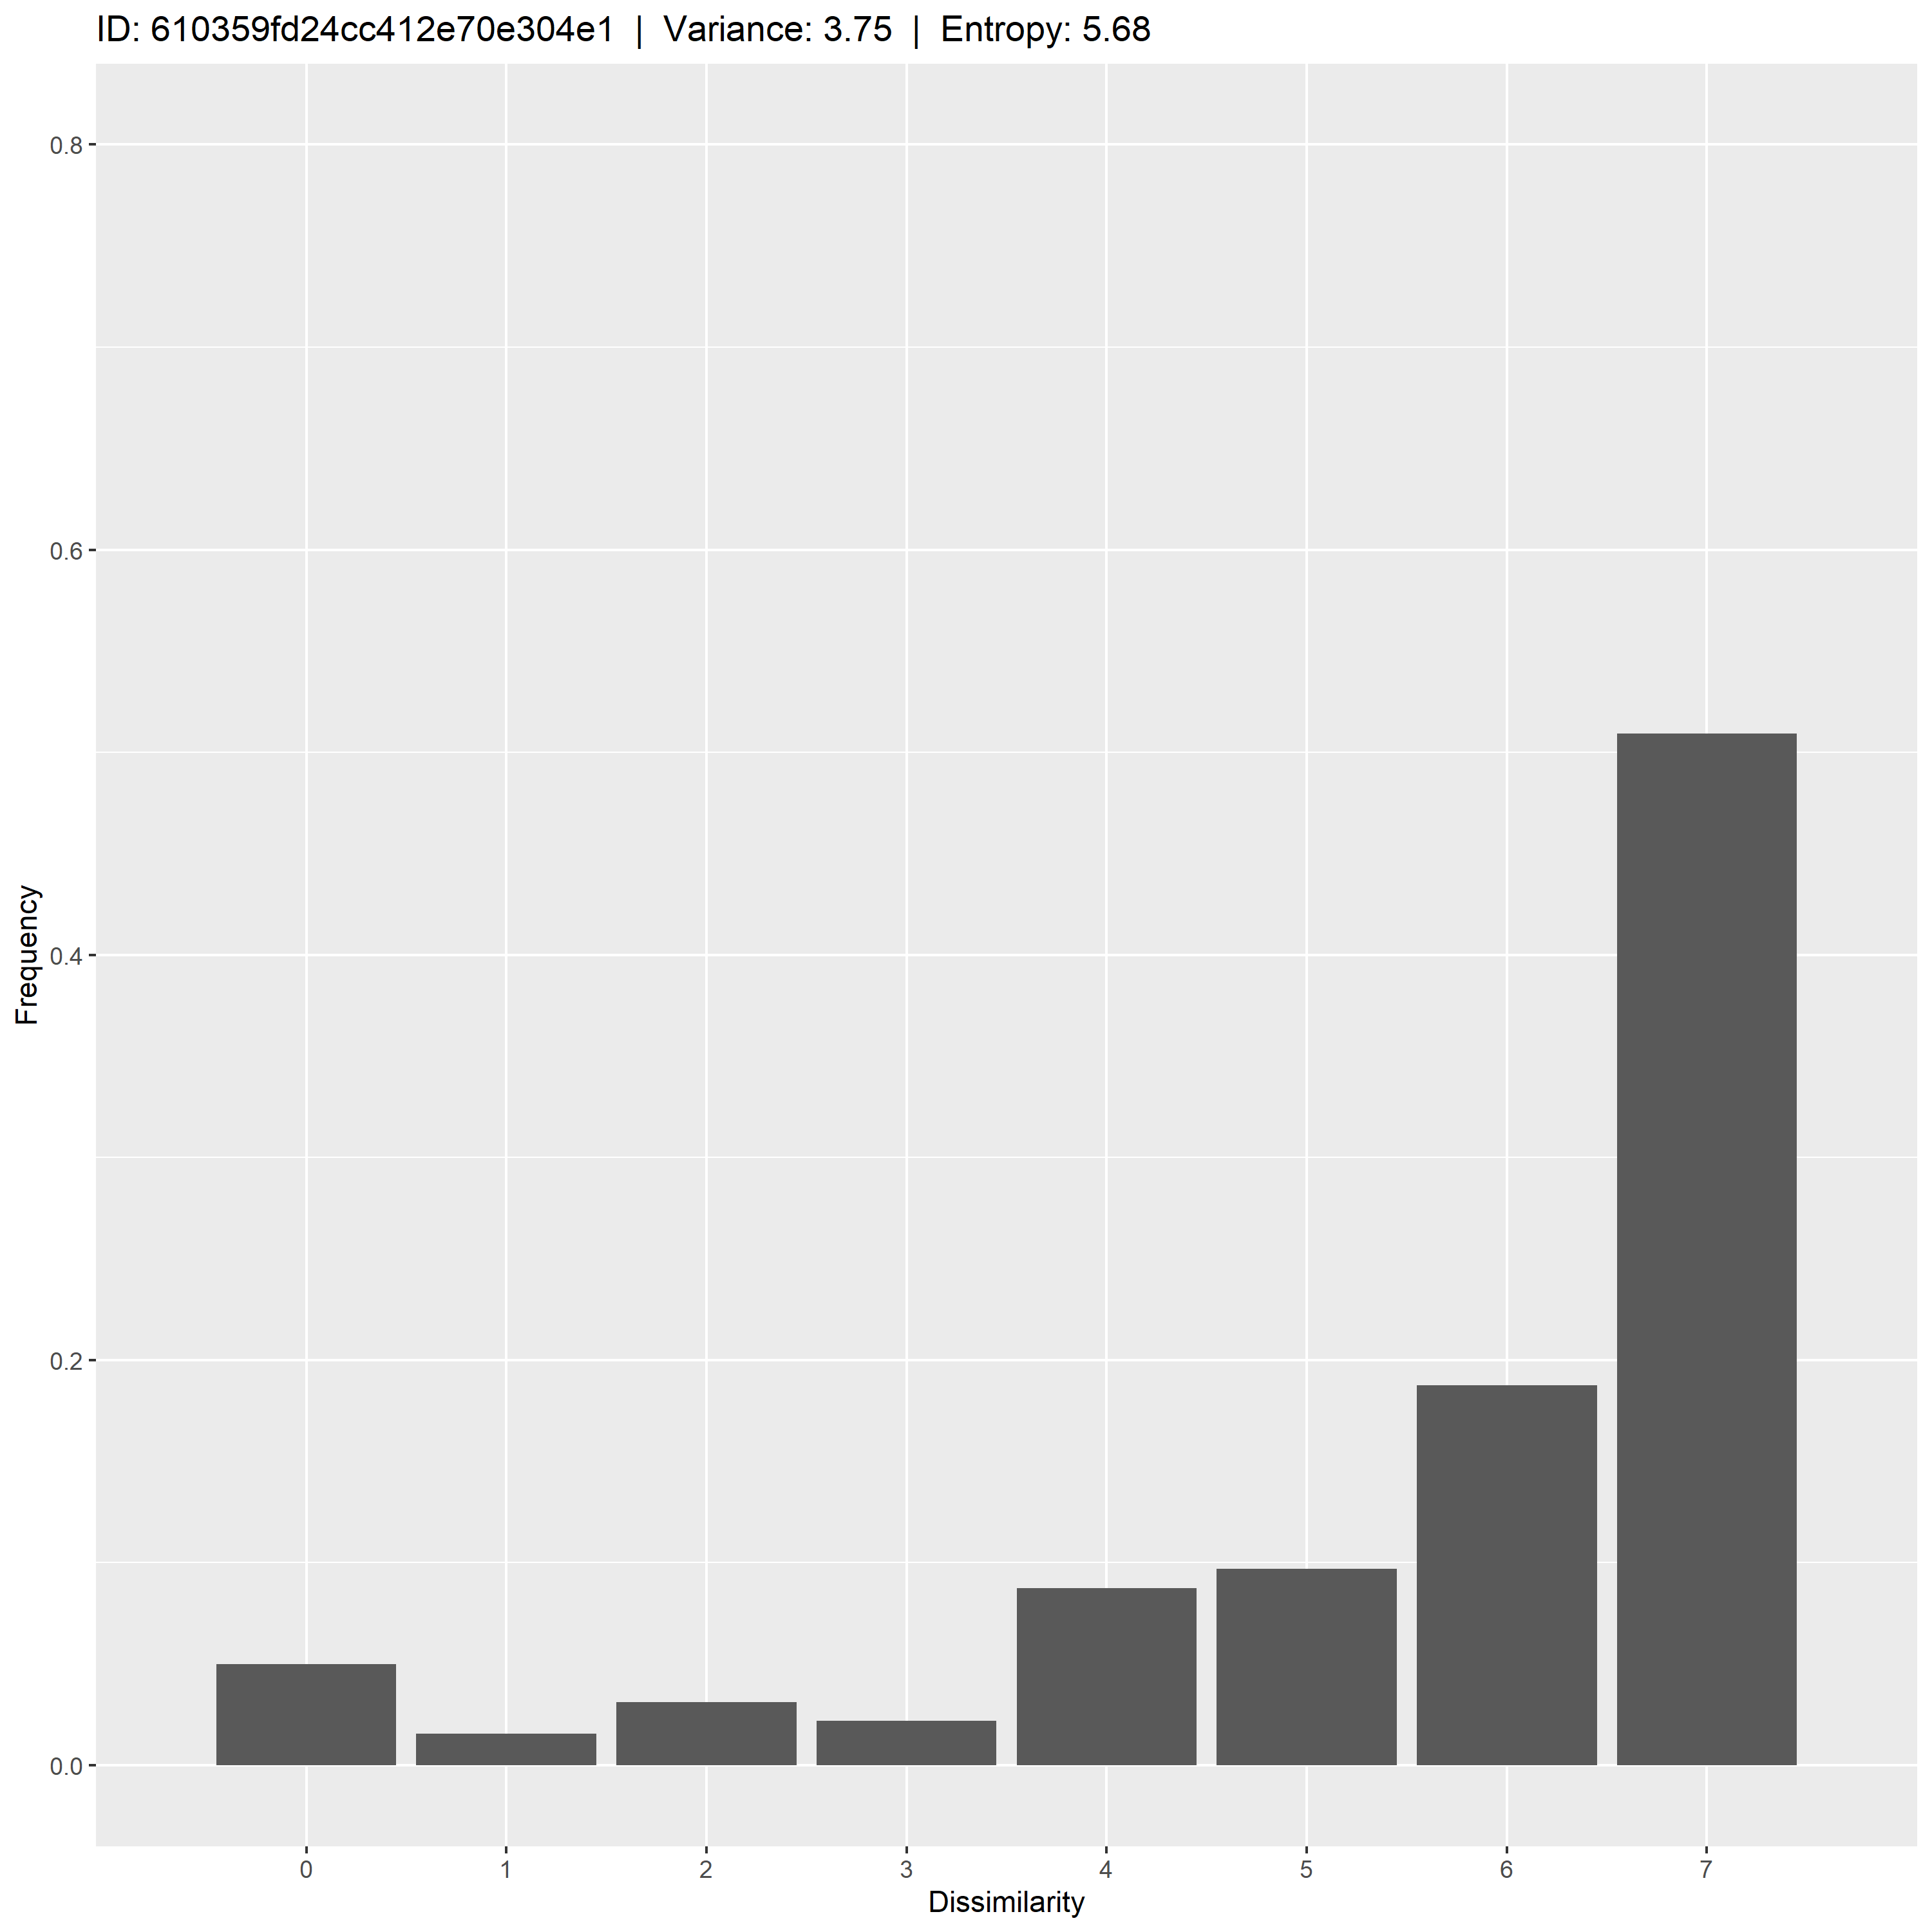 ID: 610359fd24cc412e70e304e1 | Variance: 3.75 | Entropy: 5.68
0.8
0.6
0.4
0.2
0.0
Frequency
0 1 2 3 4 5 6 7
Dissimilarity